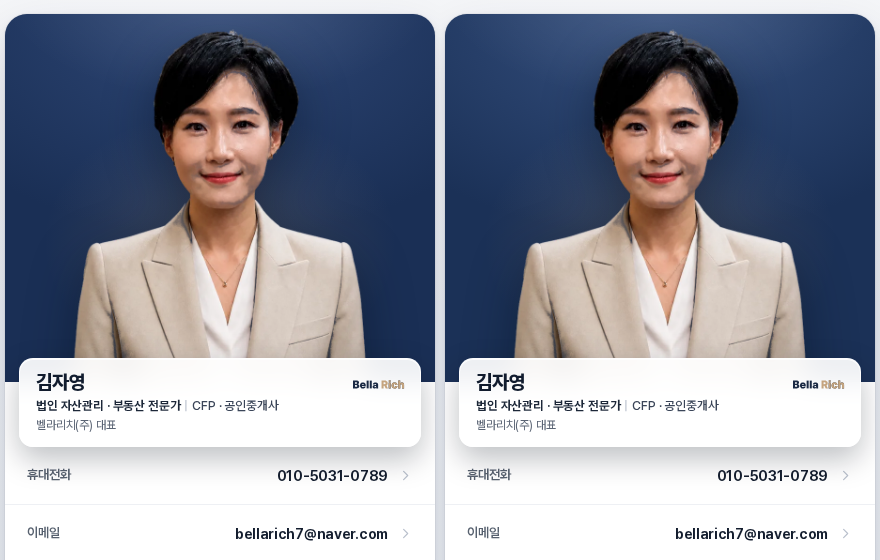 김자영
Bella Rich
법인 자산관리 · 부동산 전문가 | CFP · 공인중개사
벨라리치(주) 대표
휴대전화 010-5031-0789
이메일 bellarich7@naver.com
김자영
Bella Rich
법인 자산관리 · 부동산 전문가 | CFP · 공인중개사
벨라리치(주) 대표
휴대전화 010-5031-0789
이메일 bellarich7@naver.com